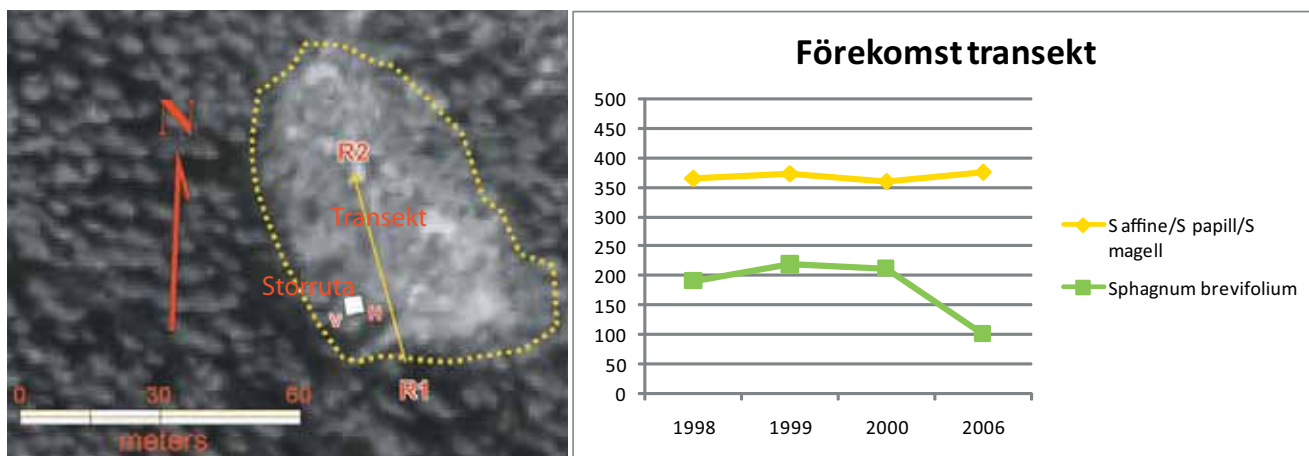 N
R2
Transekt
Storruta
V H
R1
0 30 60
meters
Förekomst transekt
500
450
400
350
300
250
200
150
100
50
0
1998 1999 2000 2006
S affine/S papill/S
magell
Sphagnum brevifolium